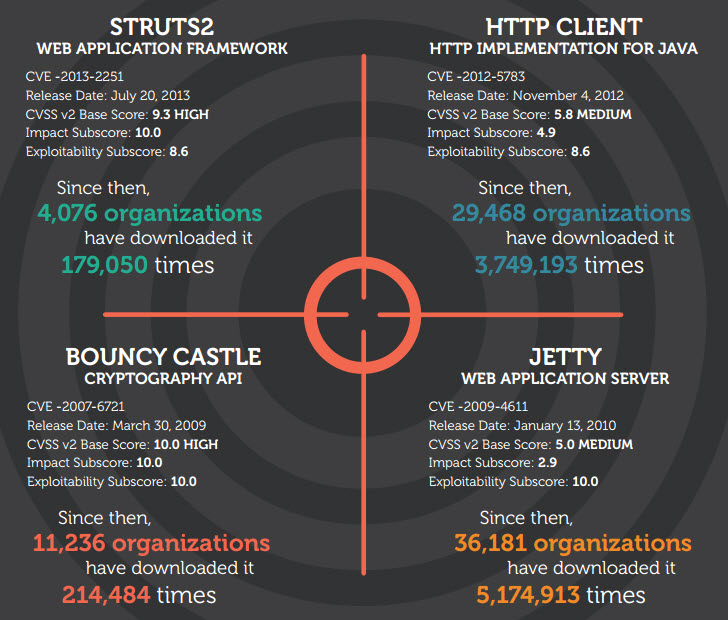 STRUTS2
WEB APPLICATION FRAMEWORK
CVE -2013-2251
Release Date: July 20, 2013
CVSS v2 Base Score: 9.3 HIGH
Impact Subscore: 10.0
Exploitability Subscore: 8.6
Since then,
4,076 organizations
have downloaded it
179,050 times
HTTP CLIENT
HTTP IMPLEMENTATION FOR JAVA
CVE -2012-5783
Release Date: November 4, 2012
CVSS v2 Base Score: 5.8 MEDIUM
Impact Subscore: 4.9
Exploitability Subscore: 8.6
Since then,
29,468 organizations
have downloaded it
3,749,193 times
BOUNCY CASTLE
CRYPTOGRAPHY API
CVE -2007-6721
Release Date: March 30, 2009
CVSS v2 Base Score: 10.0 HIGH
Impact Subscore: 10.0
Exploitability Subscore: 10.0
Since then,
11,236 organizations
have downloaded it
214,484 times
JETTY
WEB APPLICATION SERVER
CVE -2009-4611
Release Date: January 13, 2010
CVSS v2 Base Score: 5.0 MEDIUM
Impact Subscore: 2.9
Exploitability Subscore: 10.0
Since then,
36,181 organizations
have downloaded it
5,174,913 times